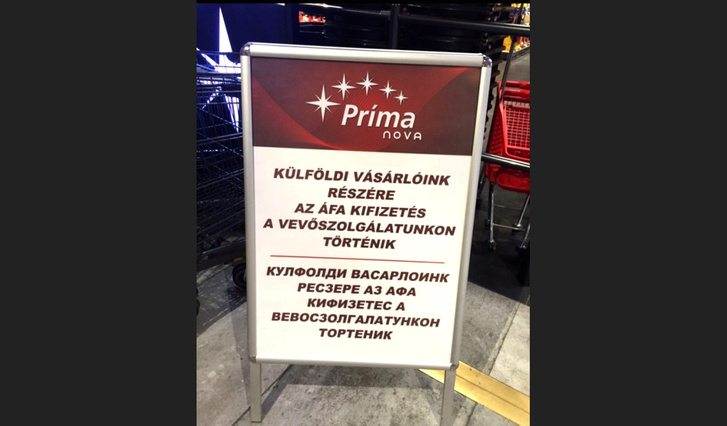 Príma
NOVA
KÜLFÖLDI VÁSÁRLÓINK
RÉSZÉRE
AZ ÁFA KIFIZETÉS
A VEVŐSZOLGÁLATUNKON
TÖRTÉNIK
КУЛФОЛДИ ВАСАРЛОИНК
РЕСЗЕРЕ АЗ АФА
КИФИЗЕТЕС А
ВЕВОСЗОЛГАЛАТУНКОН
ТОРТЕНИК